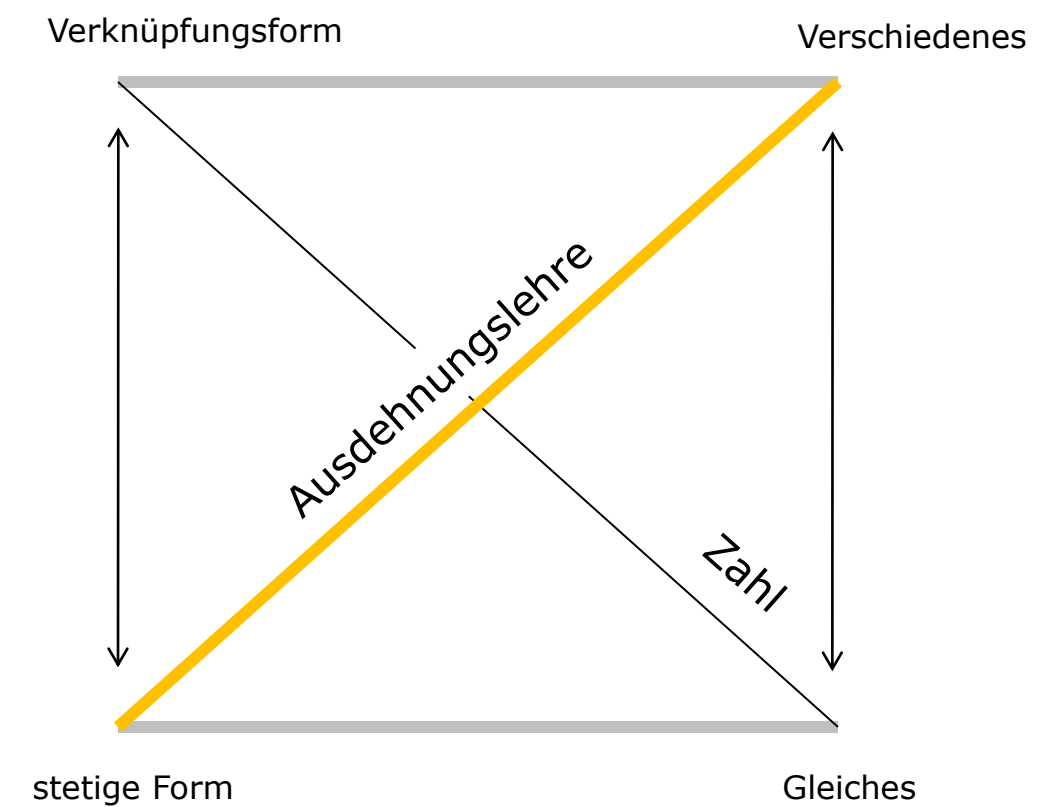 Verknüpfungsform
Verschiedenes
Ausdehnungslehre
Zahl
stetige Form
Gleiches